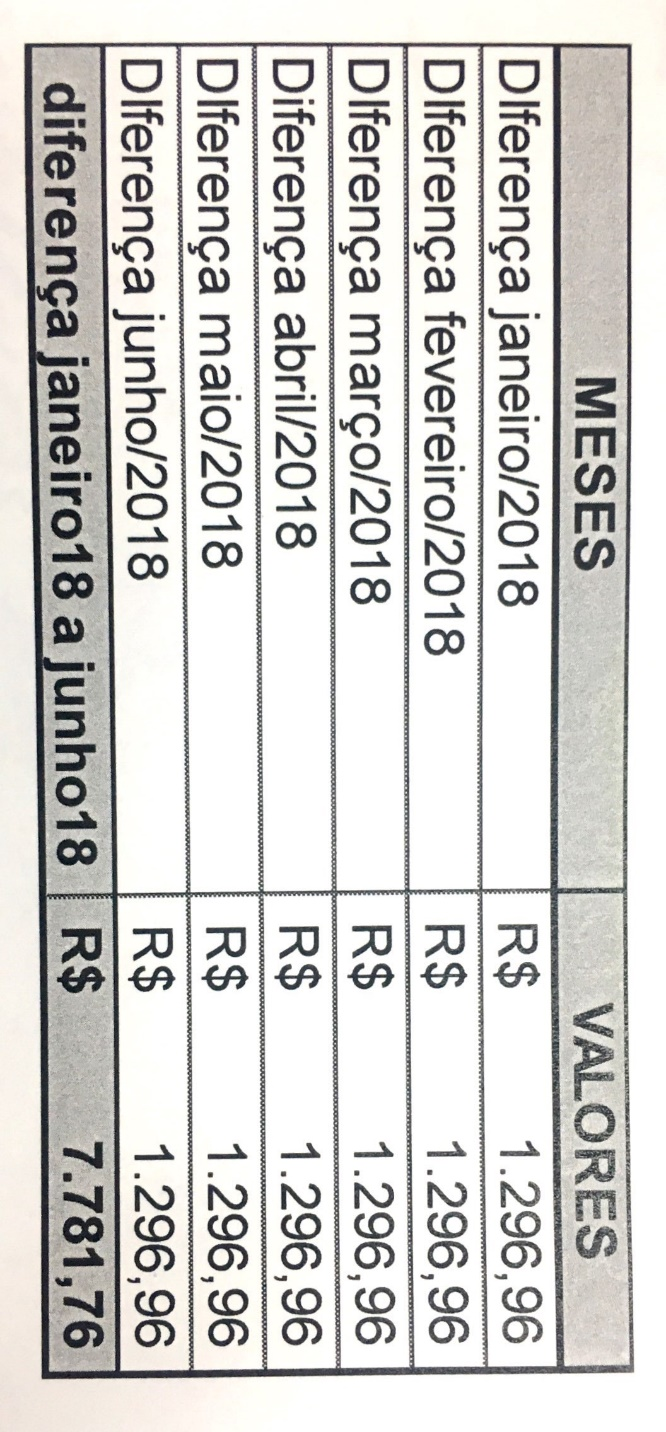 MESES VALORES
DIferença janeiro/2018 R$ 1.296,96
DIferença fevereiro/2018 R$ 1.296,96
DIferença março/2018 R$ 1.296,96
Diferença abril/2018 R$ 1.296,96
DIferença maio/2018 R$ 1.296,96
DIferença junho/2018 R$ 1.296,96
diferença janeiro18 a junho18 R$ 7.781,76